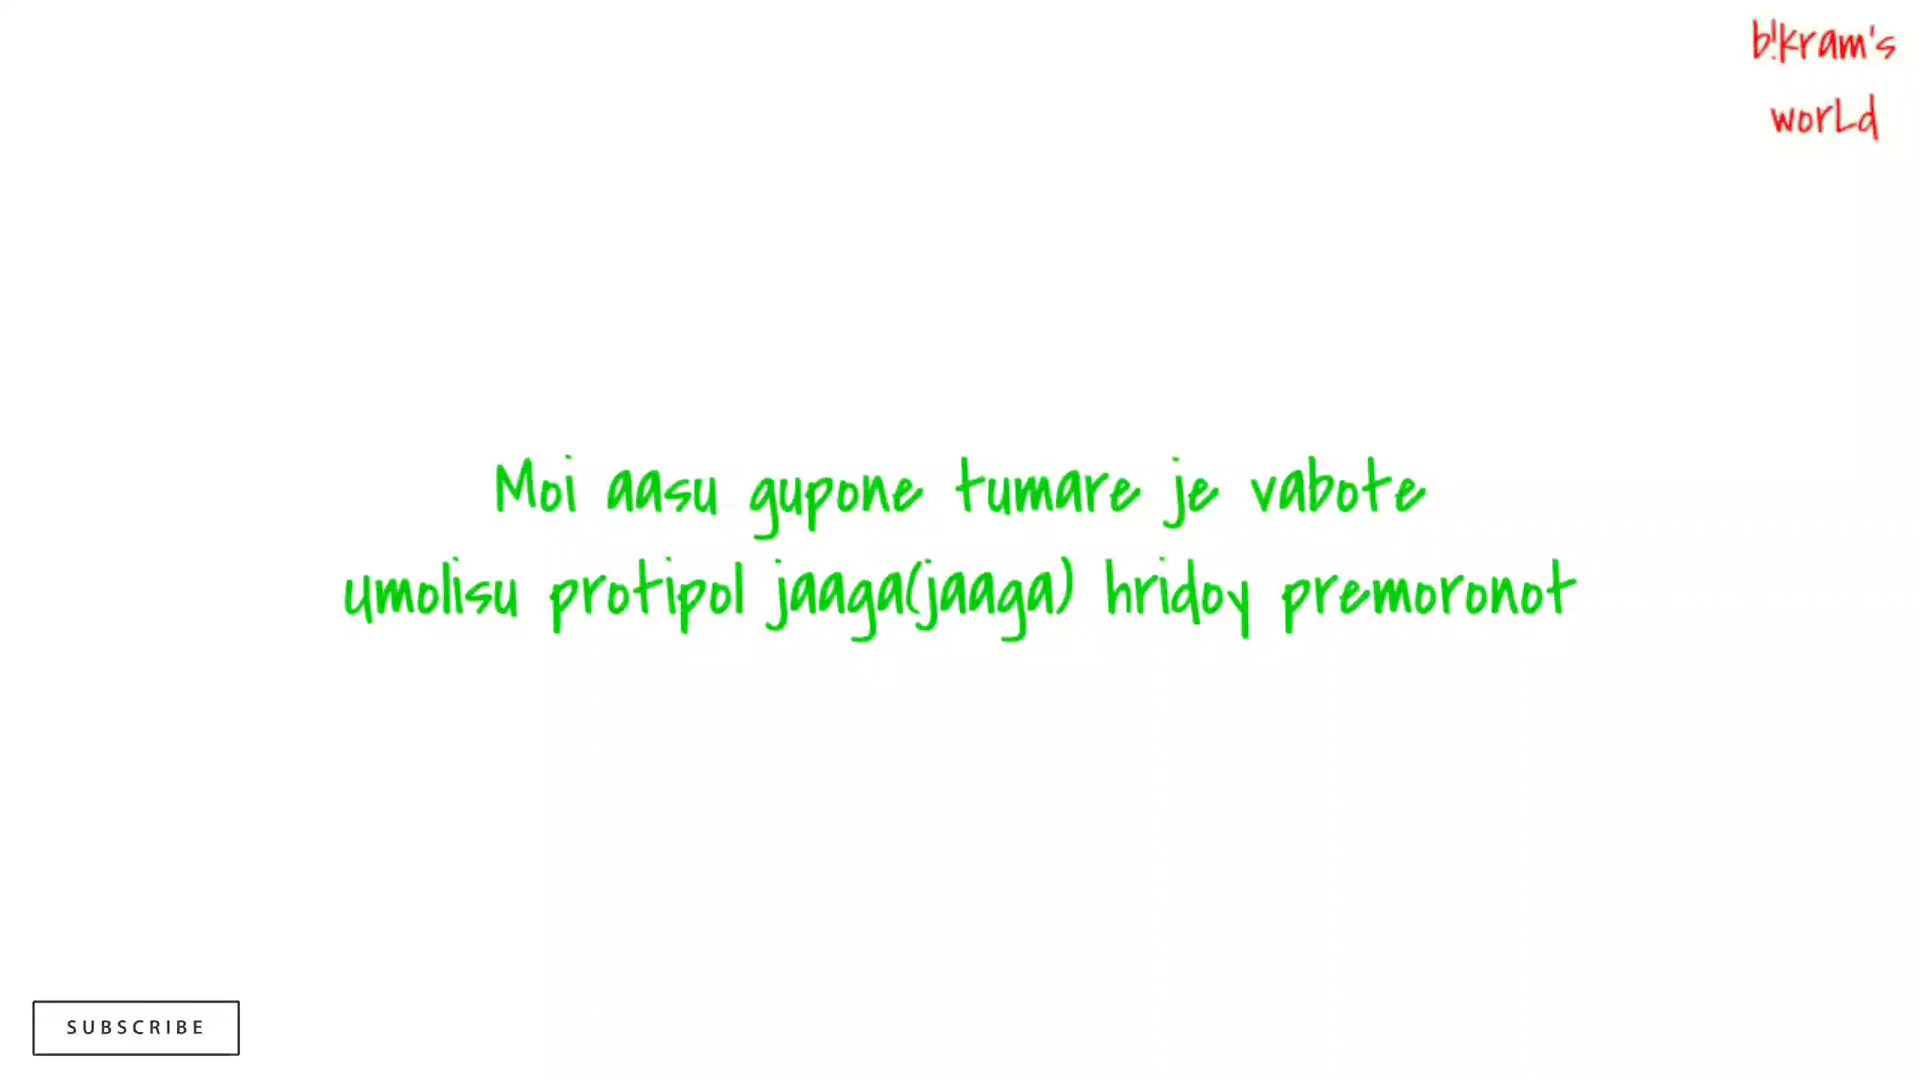 b!kram's
worLd
Moi aasu gupone tumare je vabote
umolisu protipol jaaga(jaaga) hridoy premoronot
SUBSCRIBE